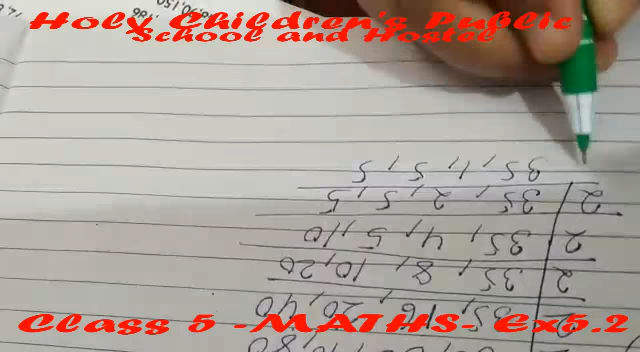 Holy Children's Public
School and Hostel
2 35, 16, 20, 40
2 35, 8, 10, 20
2 35, 4, 5, 10
2 35, 2, 5, 5
35, 1, 5, 5
Class 5 -MATHS- Ex5.2